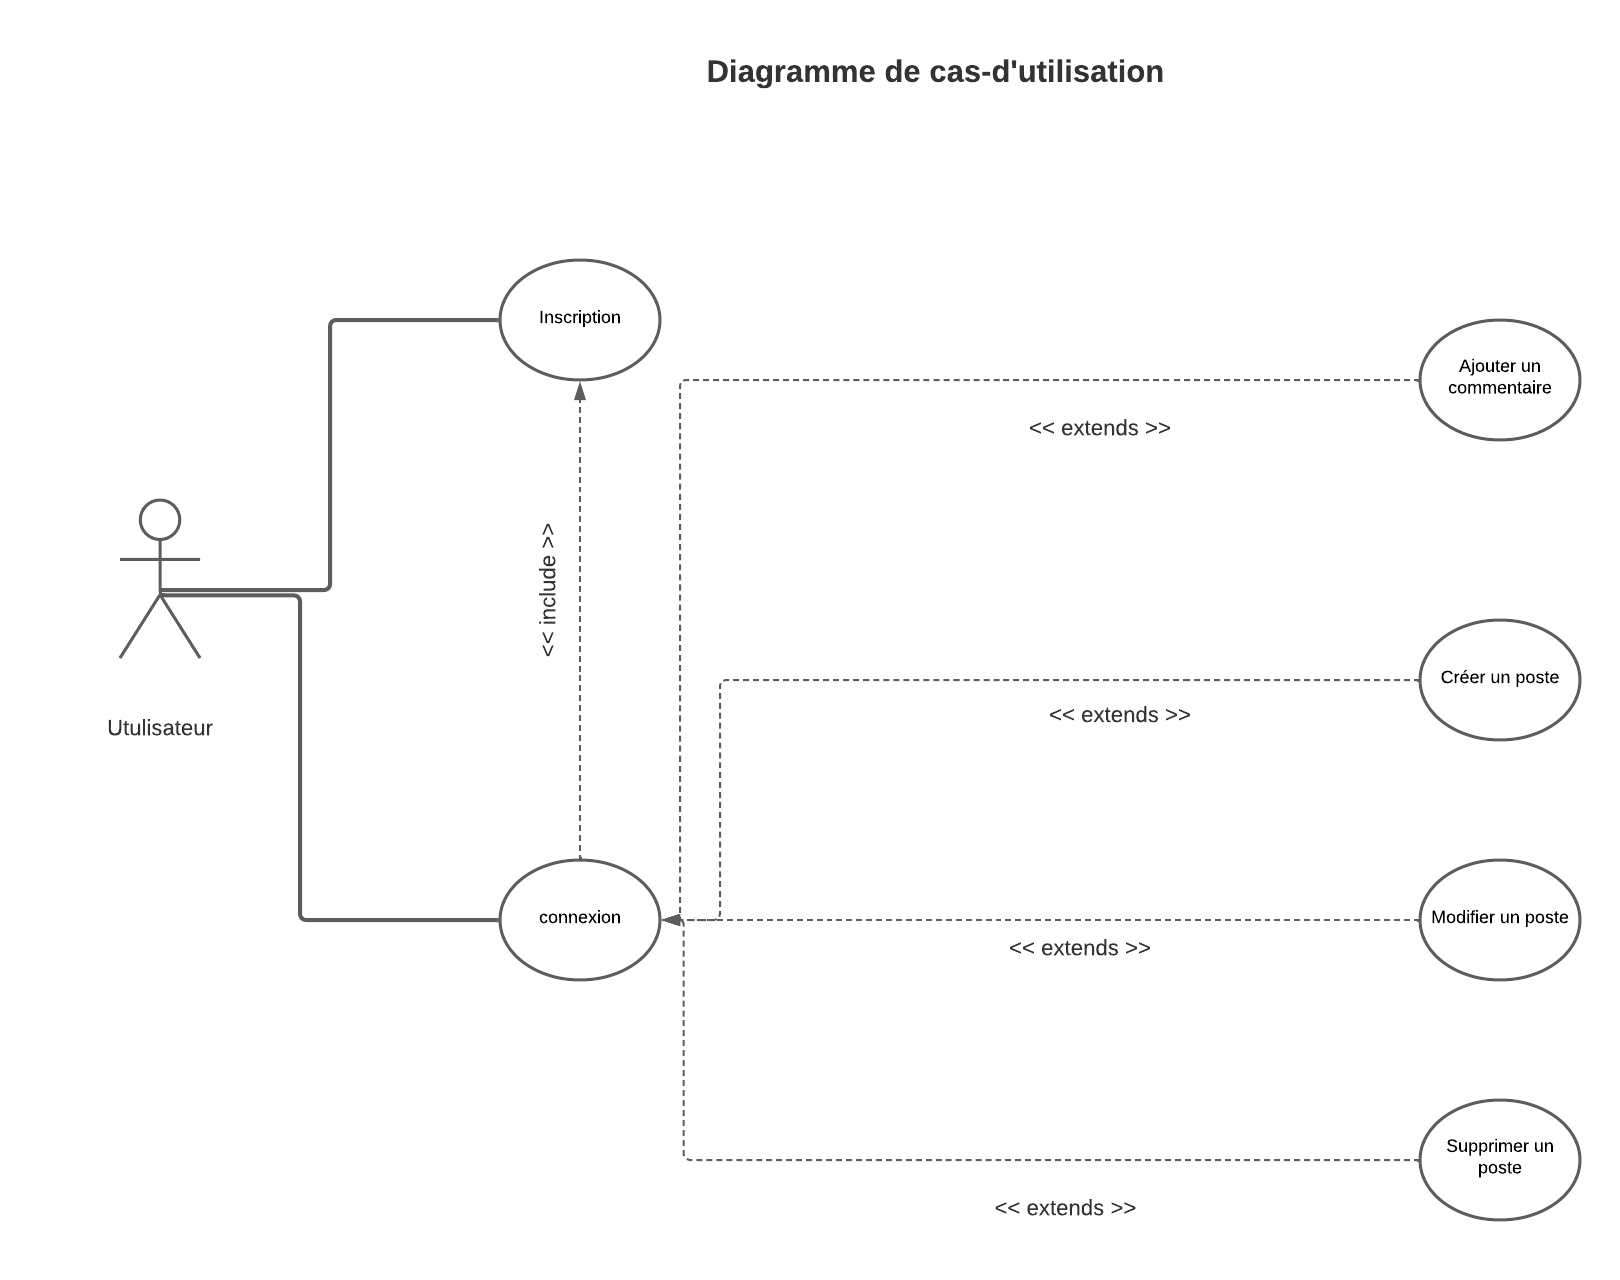 Diagramme de cas-d'utilisation
Inscription
Ajouter un
commentaire
<< extends >>
<< include >>
Créer un poste
<< extends >>
Utulisateur
connexion
Modifier un poste
<< extends >>
Supprimer un
poste
<< extends >>